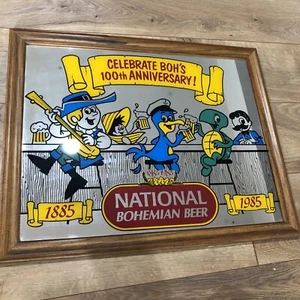 CELEBRATE BOH'S
100th ANNIVERSARY!
1885
NATIONAL
BOHEMIAN BEER
1985